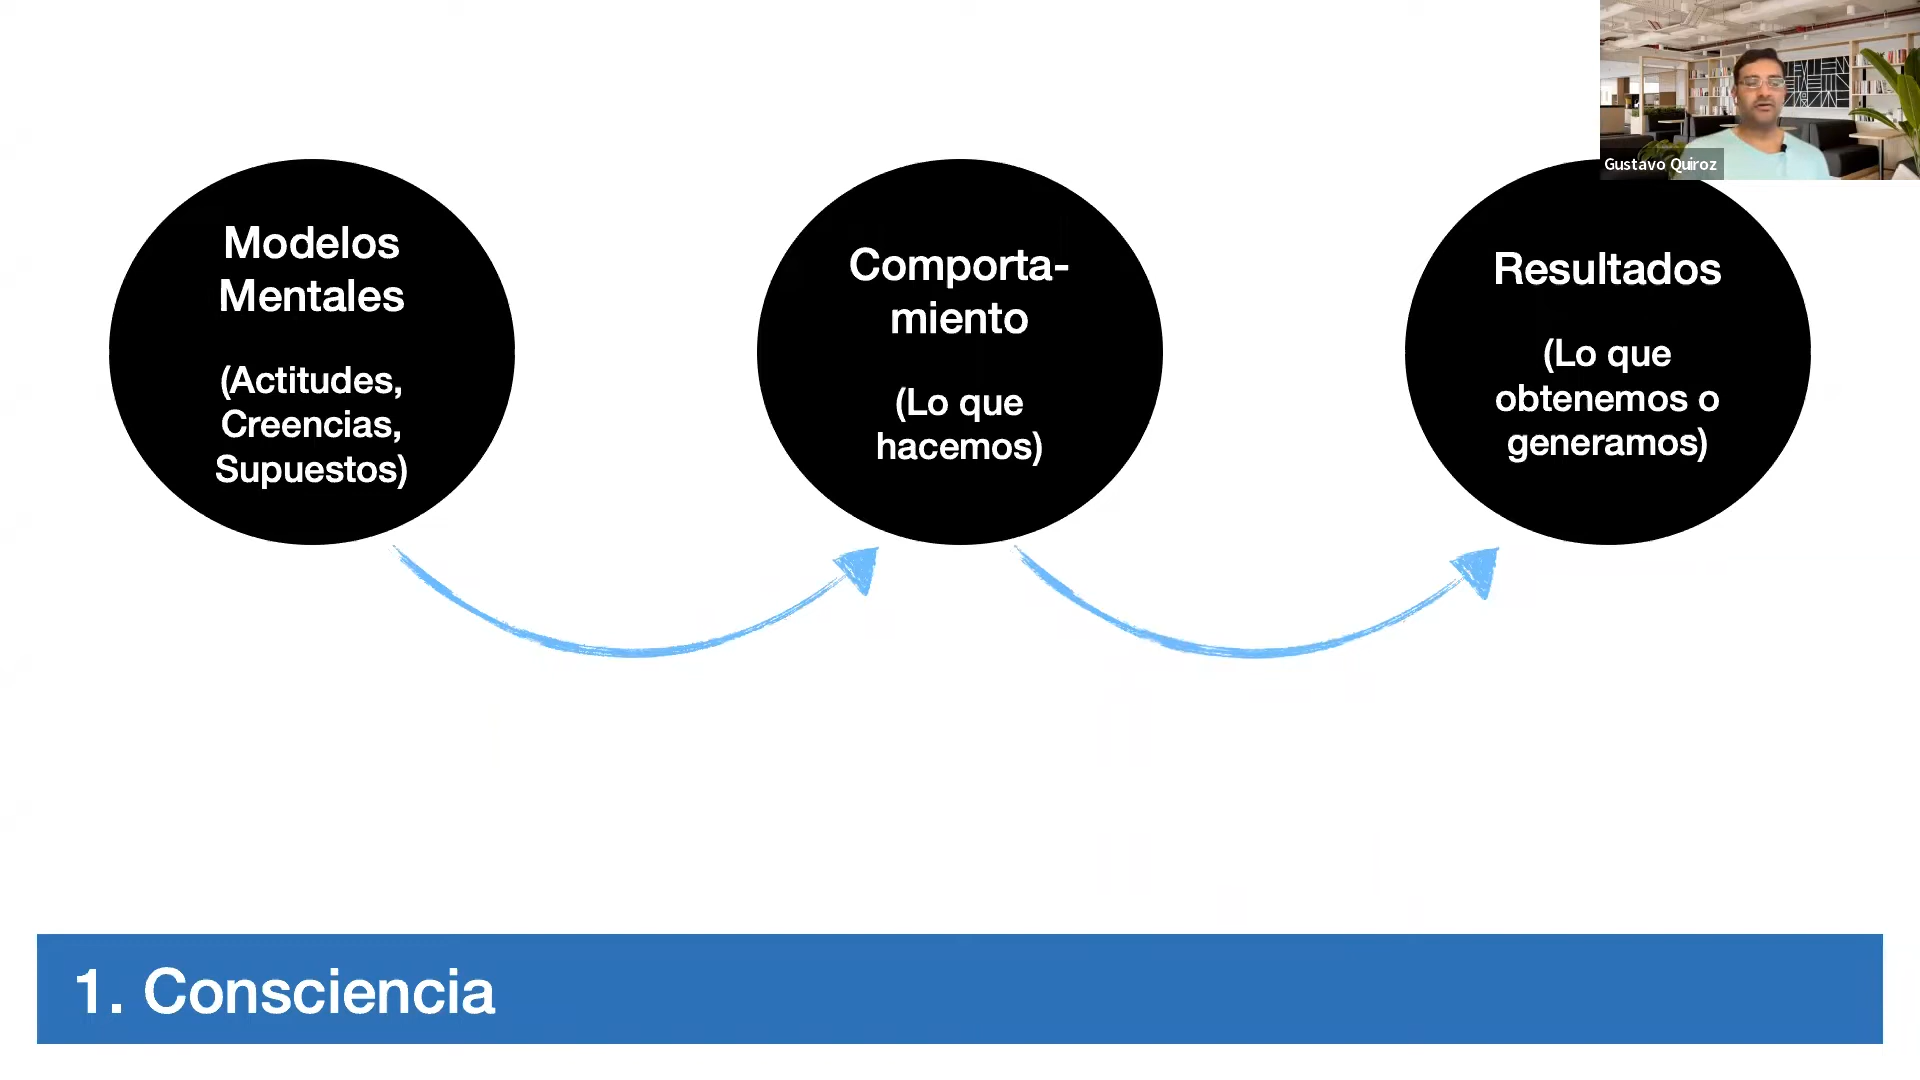 Gustavo Quiroz
Modelos
Mentales
(Actitudes,
Creencias,
Supuestos)
Comporta-
miento
(Lo que
hacemos)
Resultados
(Lo que
obtenemos o
generamos)
1. Consciencia